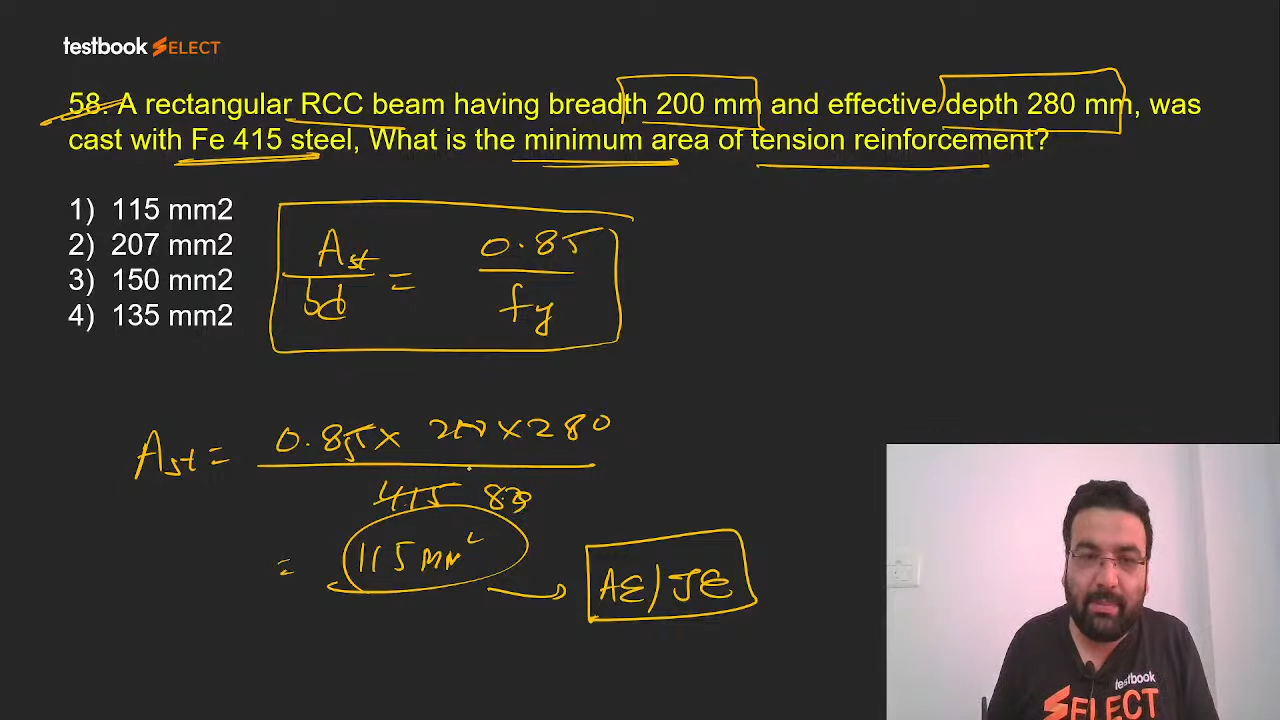 testbook SELECT
58. A rectangular RCC beam having breadth 200 mm and effective depth 280 mm, was
cast with Fe 415 steel, What is the minimum area of tension reinforcement?
1) 115 mm2
2) 207 mm2
3) 150 mm2
4) 135 mm2
Ast/bd = 0.85/fy
Ast = 0.85 x 200 x 280
415 83
= 115 mm²
AE/JE
testbook
SELECT